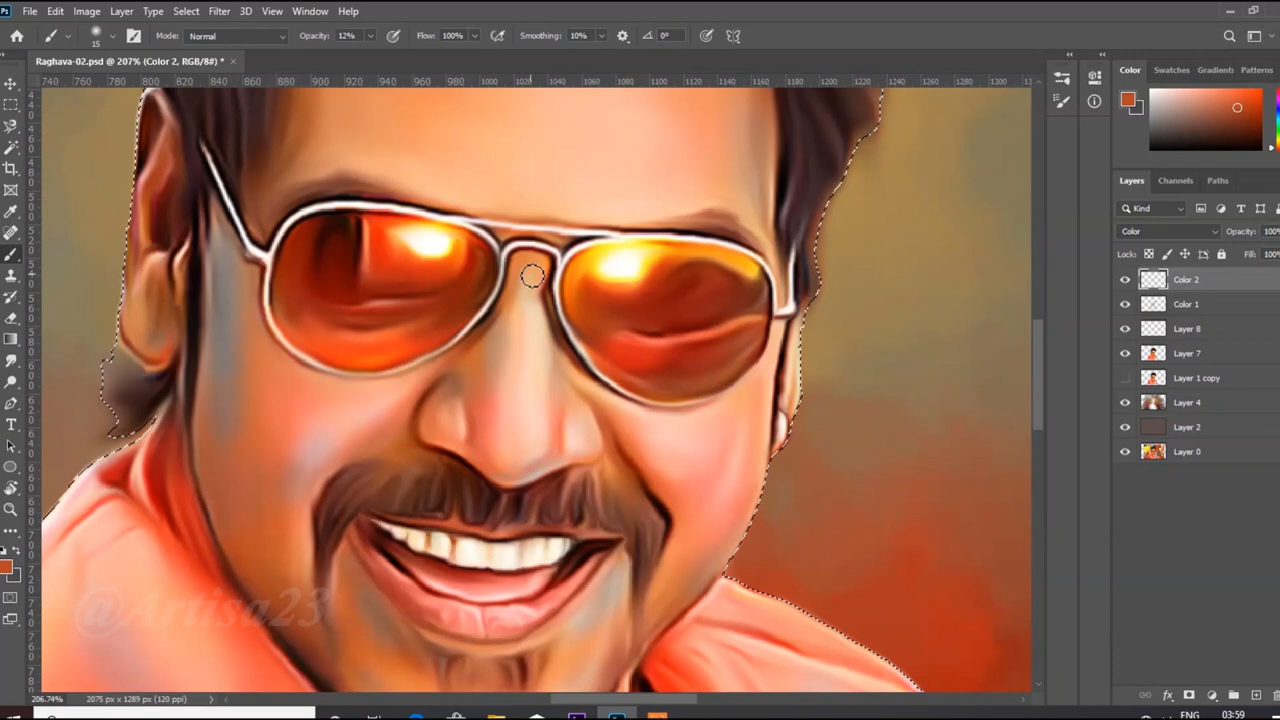 Ps File Edit Image Layer Type Select Filter 3D View Window Help
15 Mode: Normal Opacity: 12% Flow: 100% Smoothing: 10% 0°
Raghava-02.psd @ 207% (Color 2, RGB/8#) * ×
740 760 780 800 820 840 860 880 900 920 940 960 980 1000 1020 1040 1060 1080 1100 1120 1140 1160 1180 1200 1220 1240 1260 1280 1300
Color Swatches Gradients Patterns
Layers Channels Paths
Kind
Color Opacity: 100%
Lock: Fill: 100%
Color 2
Color 1
Layer 8
Layer 7
Layer 1 copy
Layer 4
Layer 2
Layer 0
@Artisa23
206.74% 2075 px x 1289 px (120 ppi)
ENG 03:59